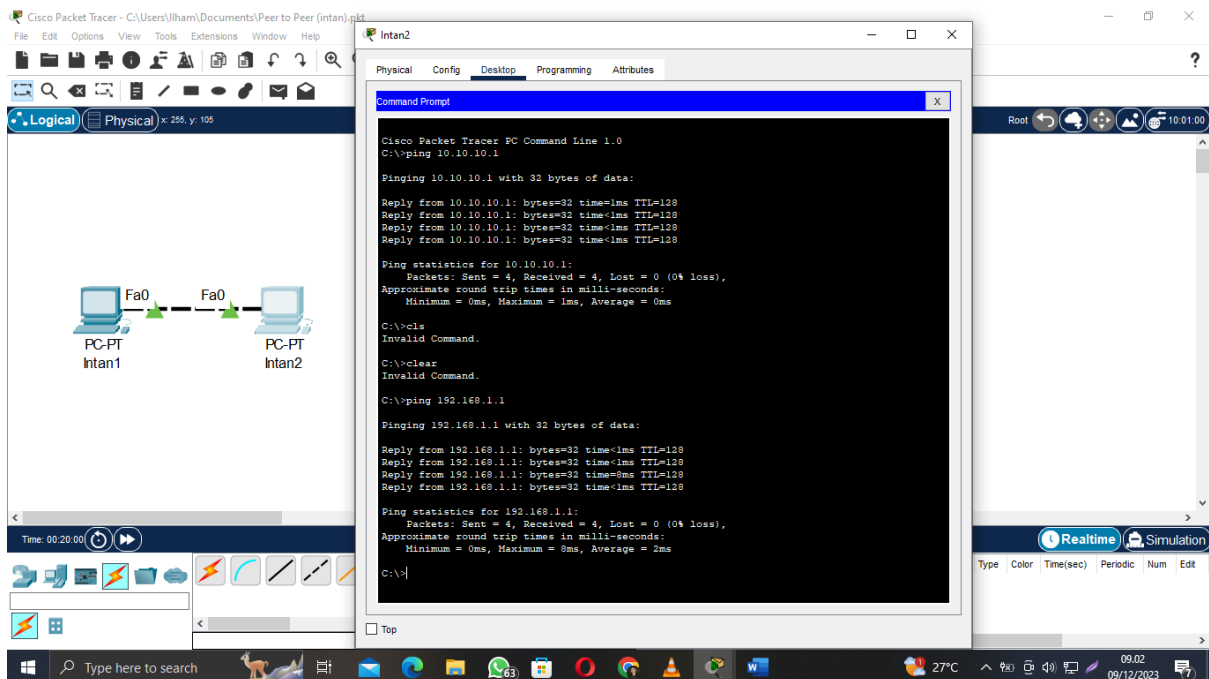 Cisco Packet Tracer - C:\Users\Ilham\Documents\Peer to Peer (intan).pkt
File Edit Options View Tools Extensions Window Help
Logical Physical x: 255, y: 105
Root 10:01:00
Fa0 Fa0
PC-PT PC-PT
Intan1 Intan2
Intan2
Physical Config Desktop Programming Attributes
Command Prompt X
Cisco Packet Tracer PC Command Line 1.0
C:\>ping 10.10.10.1
Pinging 10.10.10.1 with 32 bytes of data:
Reply from 10.10.10.1: bytes=32 time=1ms TTL=128
Reply from 10.10.10.1: bytes=32 time<1ms TTL=128
Reply from 10.10.10.1: bytes=32 time<1ms TTL=128
Reply from 10.10.10.1: bytes=32 time<1ms TTL=128
Ping statistics for 10.10.10.1:
Packets: Sent = 4, Received = 4, Lost = 0 (0% loss),
Approximate round trip times in milli-seconds:
Minimum = 0ms, Maximum = 1ms, Average = 0ms
C:\>cls
Invalid Command.
C:\>clear
Invalid Command.
C:\>ping 192.168.1.1
Pinging 192.168.1.1 with 32 bytes of data:
Reply from 192.168.1.1: bytes=32 time<1ms TTL=128
Reply from 192.168.1.1: bytes=32 time<1ms TTL=128
Reply from 192.168.1.1: bytes=32 time=8ms TTL=128
Reply from 192.168.1.1: bytes=32 time<1ms TTL=128
Ping statistics for 192.168.1.1:
Packets: Sent = 4, Received = 4, Lost = 0 (0% loss),
Approximate round trip times in milli-seconds:
Minimum = 0ms, Maximum = 8ms, Average = 2ms
C:\>
Top
Time: 00:20:00
Realtime Simulation
Type Color Time(sec) Periodic Num Edit
Type here to search
63
27°C
09.02
09/12/2023
7